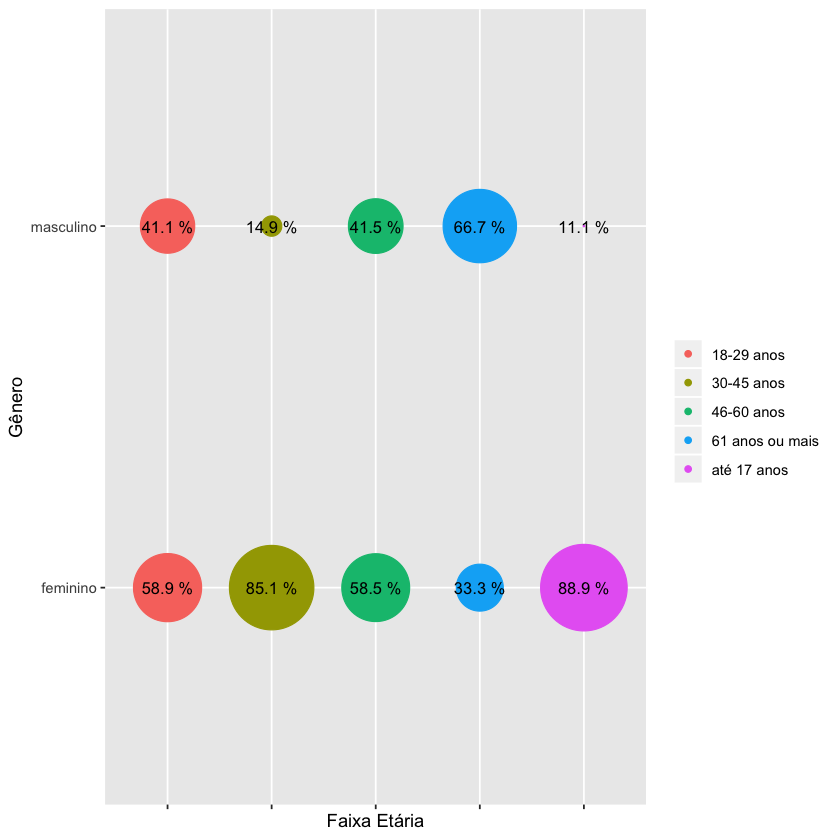 masculino
41.1 %
14.9 %
41.5 %
66.7 %
11.1 %
Gênero
feminino
58.9 %
85.1 %
58.5 %
33.3 %
88.9 %
Faixa Etária
18-29 anos
30-45 anos
46-60 anos
61 anos ou mais
até 17 anos